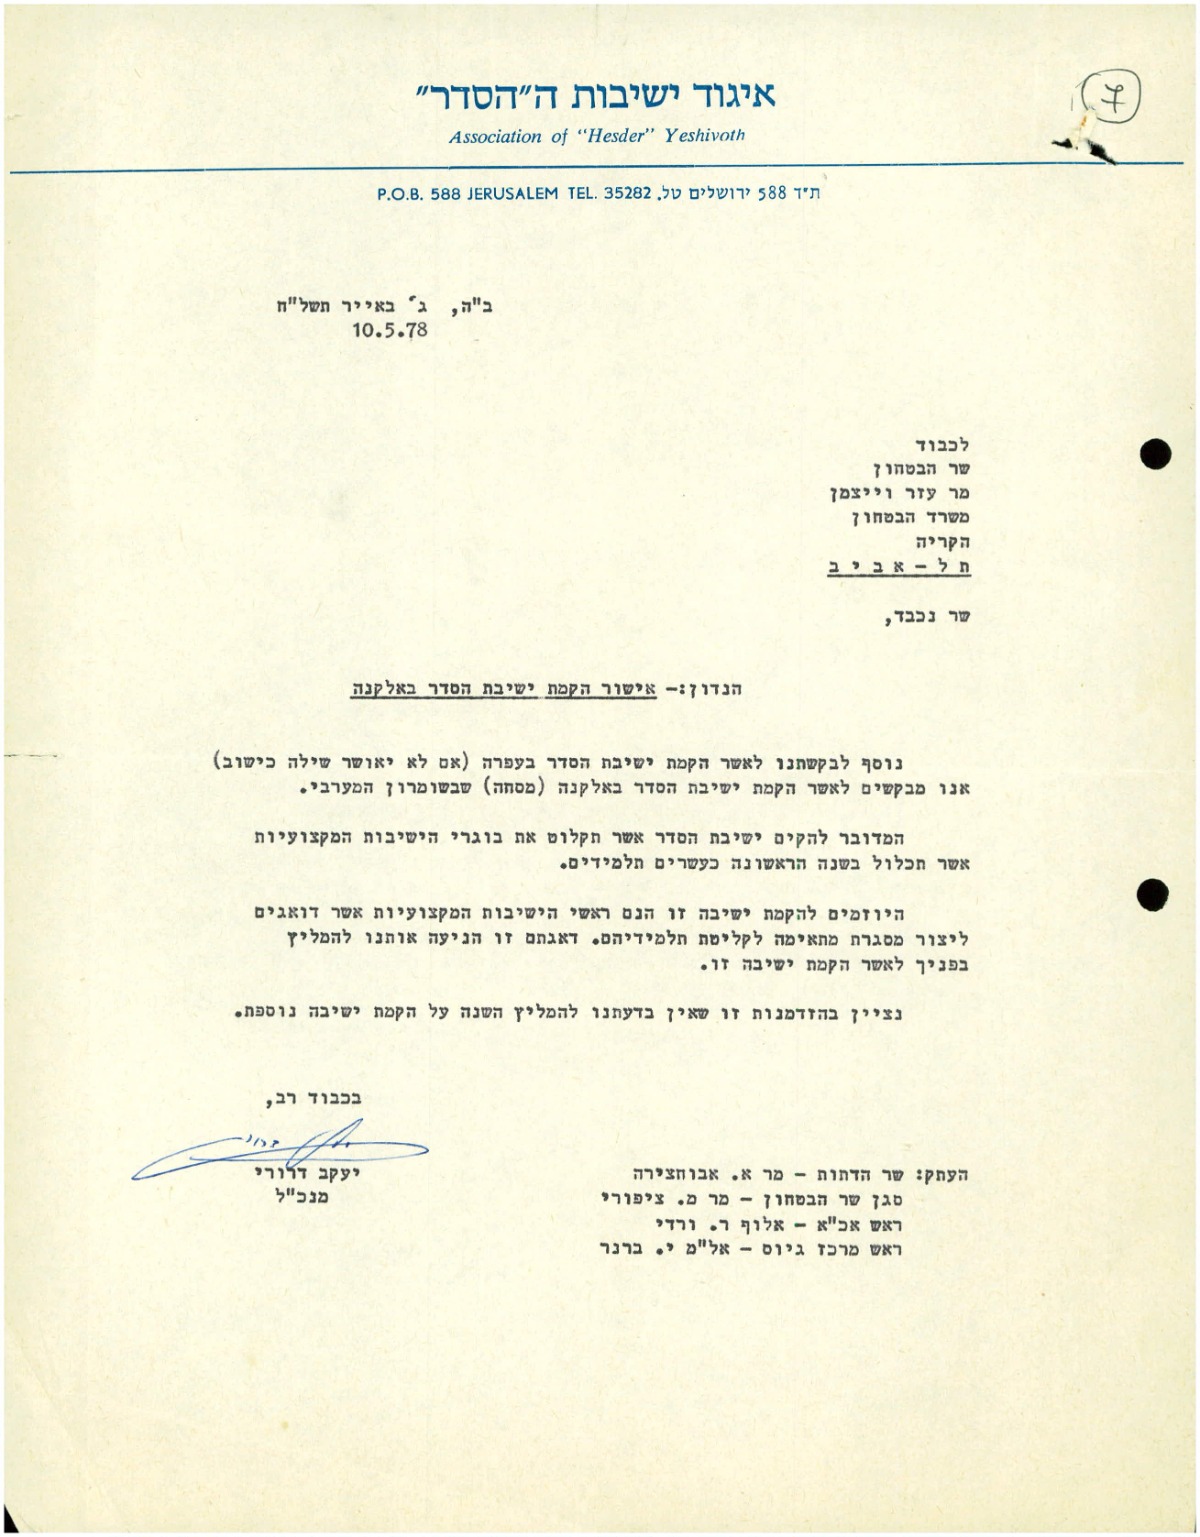 איגוד ישיבות ה״הסדר״
7
Association of “Hesder” Yeshivoth
P.O.B. 588 JERUSALEM TEL. 35282 .ת״ד 588 ירושלים טל
ב"ה, ג' באייר תשל"ח
10.5.78
לכבוד
שר הבטחון
מר עזר וייצמן
משרד הבטחון
הקריה
ת ל - א ב י ב
שר נכבד,
הנדון:- אישור הקמת ישיבת הסדר באלקנה
נוסף לבקשתנו לאשר הקמת ישיבת הסדר בעפרה (אם לא יאושר שילה כישוב)
אנו מבקשים לאשר הקמת ישיבת הסדר באלקנה (מסחה) שבשומרון המערבי.
המדובר להקים ישיבת הסדר אשר תקלוט את בוגרי הישיבות המקצועיות
אשר תכלול בשנה הראשונה כעשרים תלמידים.
היוזמים להקמת ישיבה זו הנם ראשי הישיבות המקצועיות אשר דואגים
ליצור מסגרת מתאימה לקליטת תלמידיהם. דאגתם זו הניעה אותנו להמליץ
בפניך לאשר הקמת ישיבה זו.
נציין בהזדמנות זו שאין בדעתנו להמליץ השנה על הקמת ישיבה נוספת.
בכבוד רב,
יעקב דרורי
מנכ"ל
העתק: שר הדתות - מר א. אבוחצירה
סגן שר הבטחון - מר מ. ציפורי
ראש אכ"א - אלוף ר. ורדי
ראש מרכז גיוס - אל"מ י. ברנר